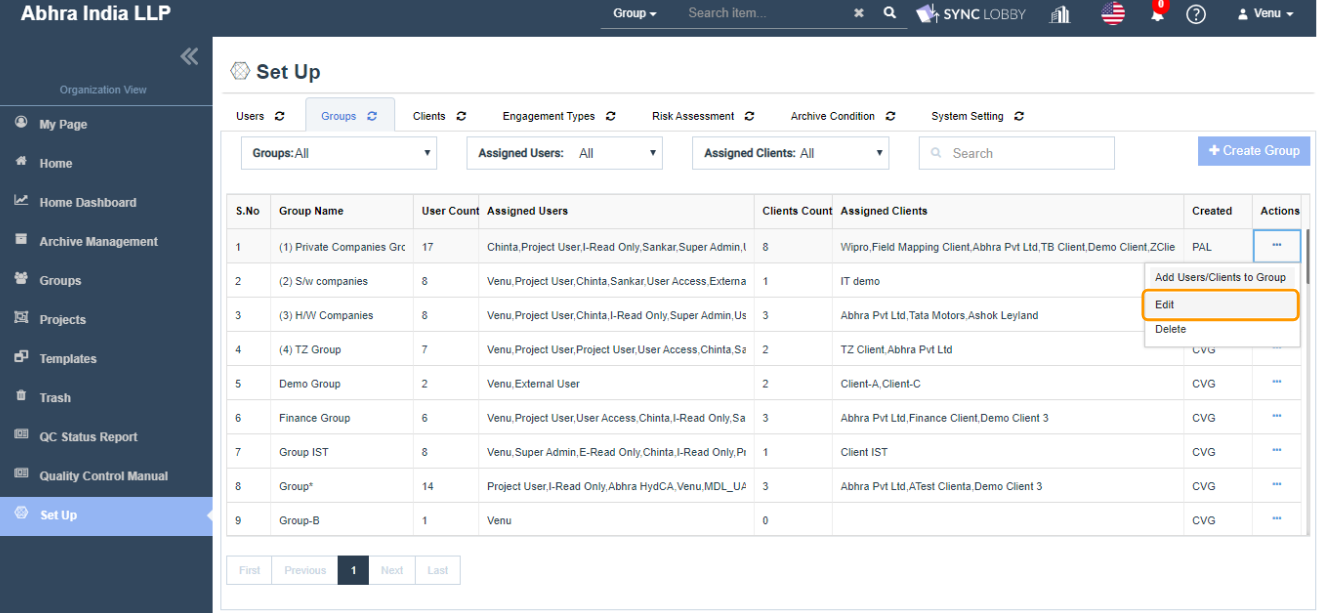 Abhra India LLP
Group
Search item...
SYNC LOBBY
0
Venu
Organization View
My Page
Home
Home Dashboard
Archive Management
Groups
Projects
Templates
Trash
QC Status Report
Quality Control Manual
Set Up
Set Up
Users Groups Clients Engagement Types Risk Assessment Archive Condition System Setting
Groups:All Assigned Users: All Assigned Clients: All Search + Create Group
S.No Group Name User Count Assigned Users Clients Count Assigned Clients Created Actions
1 (1) Private Companies Grc 17 Chinta,Project User,I-Read Only,Sankar,Super Admin, 8 Wipro,Field Mapping Client,Abhra Pvt Ltd,TB Client,Demo Client,ZClie PAL ...
2 (2) S/w companies 8 Venu,Project User,Chinta,Sankar,User Access,Externa 1 IT demo
3 (3) H/W Companies 8 Venu,Project User,Chinta,I-Read Only,Super Admin,Us 3 Abhra Pvt Ltd,Tata Motors,Ashok Leyland
4 (4) TZ Group 7 Venu,Project User,Project User,User Access,Chinta,Sa 2 TZ Client,Abhra Pvt Ltd CVG ...
5 Demo Group 2 Venu,External User 2 Client-A,Client-C CVG ...
6 Finance Group 6 Venu,Project User,User Access,Chinta,I-Read Only,Sa 3 Abhra Pvt Ltd,Finance Client,Demo Client 3 CVG ...
7 Group IST 8 Venu,Super Admin,E-Read Only,Chinta,I-Read Only,Pr 1 Client IST CVG ...
8 Group* 14 Project User,I-Read Only,Abhra HydCA,Venu,MDL_UA 3 Abhra Pvt Ltd,ATest Clienta,Demo Client 3 CVG ...
9 Group-B 1 Venu 0 CVG ...
Add Users/Clients to Group
Edit
Delete
First Previous 1 Next Last